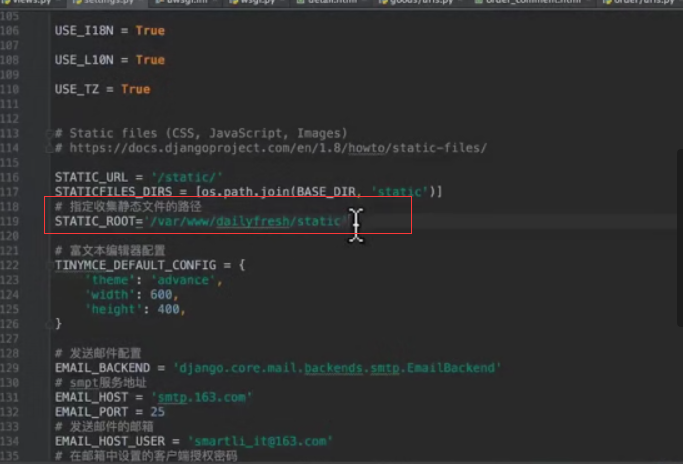 views.py settings.py uwsgi.ini wsgi.py detail.html goods/urls.py order_comment.html order/urls.py
105
106 USE_I18N = True
107
108 USE_L10N = True
109
110 USE_TZ = True
111
112
113 # Static files (CSS, JavaScript, Images)
114 # https://docs.djangoproject.com/en/1.8/howto/static-files/
115
116 STATIC_URL = '/static/'
117 STATICFILES_DIRS = [os.path.join(BASE_DIR, 'static')]
118 # 指定收集静态文件的路径
119 STATIC_ROOT='/var/www/dailyfresh/static'
120
121 # 富文本编辑器配置
122 TINYMCE_DEFAULT_CONFIG = {
123 'theme': 'advance',
124 'width': 600,
125 'height': 400,
126 }
127
128 # 发送邮件配置
129 EMAIL_BACKEND = 'django.core.mail.backends.smtp.EmailBackend'
130 # smpt服务地址
131 EMAIL_HOST = 'smtp.163.com'
132 EMAIL_PORT = 25
133 # 发送邮件的邮箱
134 EMAIL_HOST_USER = 'smartli_it@163.com'
135 # 在邮箱中设置的客户端授权密码